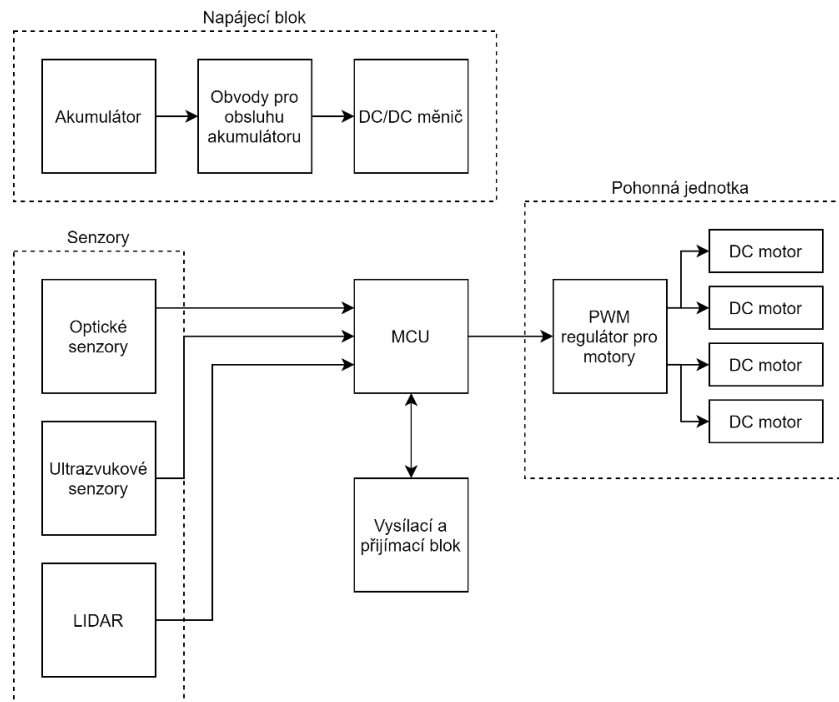 Napájecí blok
Akumulátor
Obvody pro
obsluhu
akumulátoru
DC/DC měnič
Pohonná jednotka
Senzory
Optické
senzory
MCU
PWM
regulátor pro
motory
DC motor
DC motor
DC motor
DC motor
Ultrazvukové
senzory
Vysílací a
přijímací blok
LIDAR